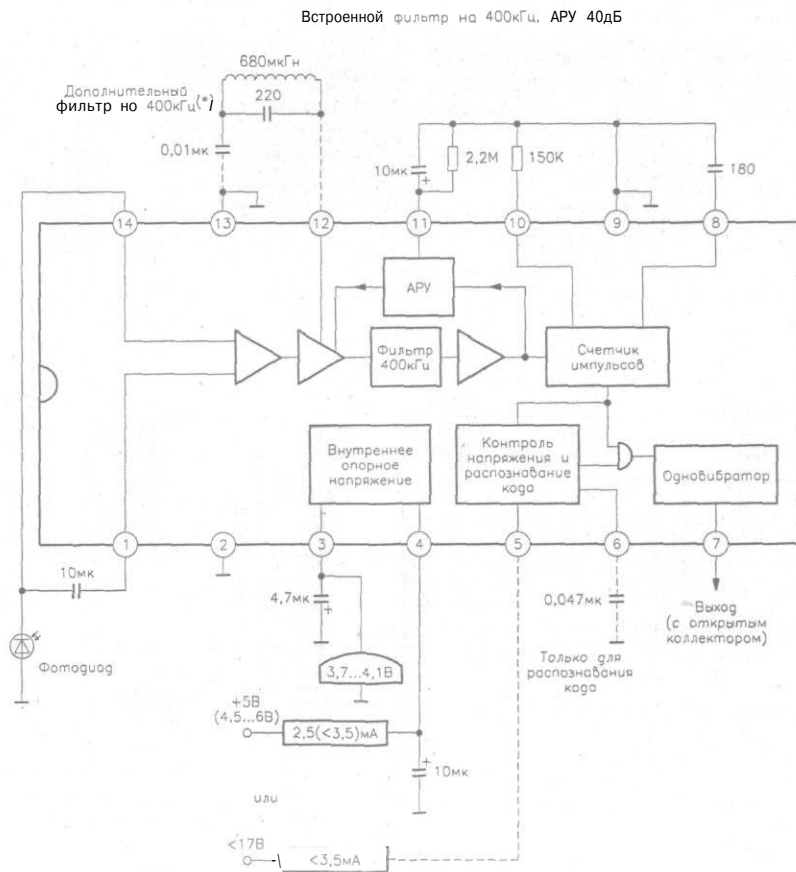 Встроенной фильтр на 400кГц, АРУ 40дБ
680мкГн
Дополнительный
фильтр но 400кГц(*)/
220
0,01мк
10мк
+
2,2М
150К
180
14
13
12
11
10
9
8
АРУ
Фильтр
400кГц
Счетчик
импульсов
Внутреннее
опорное
напряжение
Контроль
напряжения и
распознавание
кода
Одновибратор
1
2
3
4
5
6
7
10мк
4,7мк
+
0,047мк
Выход
(с открытым
коллектором)
Фотодиод
3,7...4,1В
Только для
распознавания
кода
+5В
(4,5...6В)
2,5(<3,5)мА
+
10мк
или
<17В
<3,5мА